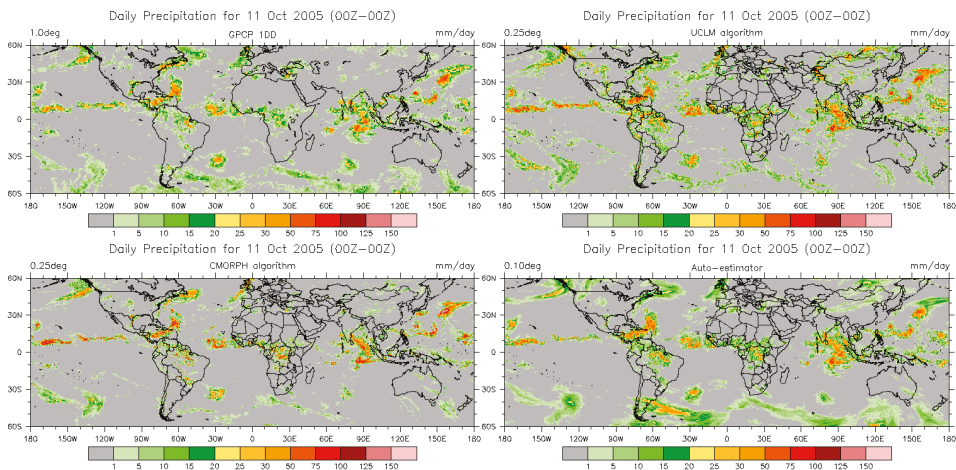 Daily Precipitation for 11 Oct 2005 (00Z−00Z)
1.0deg GPCP 1DD mm/day
60N
30N
0
30S
60S
180 150W 120W 90W 60W 30W 0 30E 60E 90E 120E 150E 180
1 5 10 15 20 25 30 50 75 100 125 150
Daily Precipitation for 11 Oct 2005 (00Z−00Z)
0.25deg UCLM algorithm mm/day
60N
30N
0
30S
60S
180 150W 120W 90W 60W 30W 0 30E 60E 90E 120E 150E 180
1 5 10 15 20 25 30 50 75 100 125 150
Daily Precipitation for 11 Oct 2005 (00Z−00Z)
0.25deg CMORPH algorithm mm/day
60N
30N
0
30S
60S
180 150W 120W 90W 60W 30W 0 30E 60E 90E 120E 150E 180
1 5 10 15 20 25 30 50 75 100 125 150
Daily Precipitation for 11 Oct 2005 (00Z−00Z)
0.10deg Auto−estimator mm/day
60N
30N
0
30S
60S
180 150W 120W 90W 60W 30W 0 30E 60E 90E 120E 150E 180
1 5 10 15 20 25 30 50 75 100 125 150